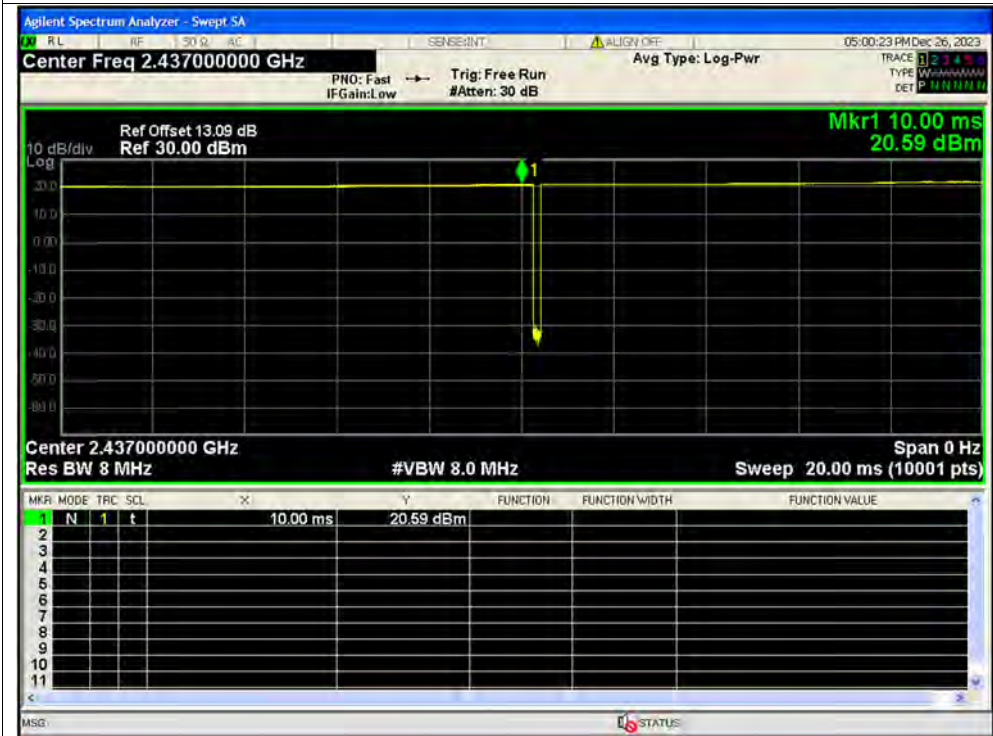 Agilent Spectrum Analyzer - Swept SA
RL RF 50 Ω AC SENSE:INT ALIGN OFF 05:00:23 PM Dec 26, 2023
Center Freq 2.437000000 GHz
PNO: Fast
IFGain:Low
Trig: Free Run
#Atten: 30 dB
Avg Type: Log-Pwr
TRACE 1 2 3 4 5 6
TYPE
DET P N N N N N
Mkr1 10.00 ms
20.59 dBm
Ref Offset 13.09 dB
10 dB/div Ref 30.00 dBm
Log
1
20.0
10.0
0.00
-10.0
-20.0
-30.0
-40.0
-50.0
-60.0
Center 2.437000000 GHz Span 0 Hz
Res BW 8 MHz #VBW 8.0 MHz Sweep 20.00 ms (10001 pts)
MKR MODE TRC SCL X Y FUNCTION FUNCTION WIDTH FUNCTION VALUE
1 N 1 t 10.00 ms 20.59 dBm
2
3
4
5
6
7
8
9
10
11
MSG STATUS